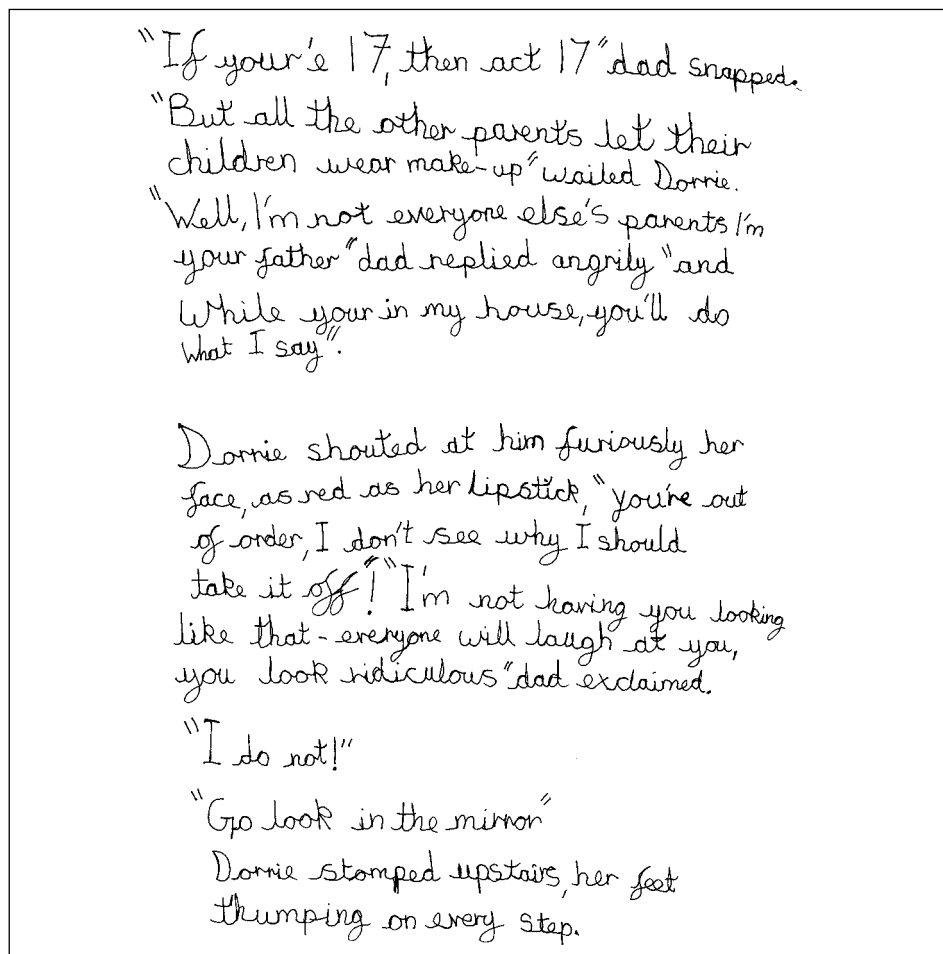 "If your'e 17, then act 17" dad snapped.
"But all the other parents let their
children wear make-up" wailed Dorrie.
"Well, I'm not everyone else's parents I'm
your father" dad replied angrily "and
while your in my house, you'll do
what I say".
Dorrie shouted at him furiously her
face, as red as her lipstick, "you're out
of order, I don't see why I should
take it off!" "I'm not having you looking
like that - everyone will laugh at you,
you look ridiculous" dad exclaimed.
"I do not!"
"Go look in the mirror"
Dorrie stomped upstairs, her feet
thumping on every step.